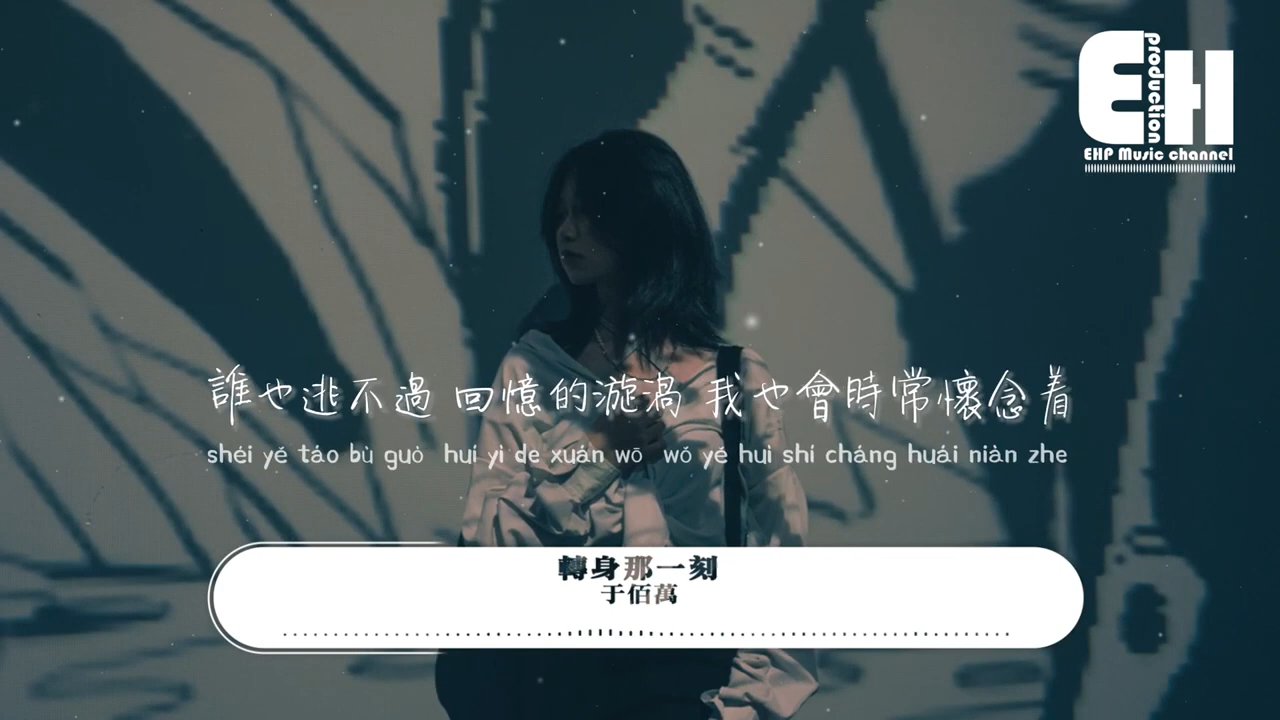 EH
production
EHP Music channel
誰也逃不過 回憶的漩渦 我也會時常懷念着
shéi yě táo bù guò huí yì de xuán wō wǒ yě huì shí cháng huái niàn zhe
轉身那一刻
于佰萬